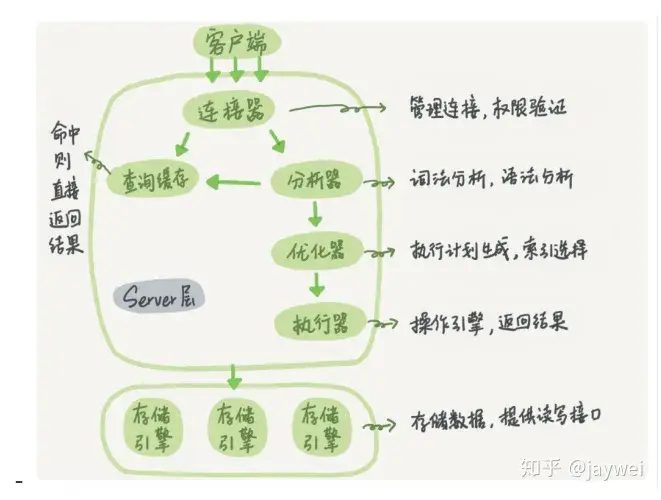 客户端
连接器
管理连接，权限验证
命中
则
直接
返回
结果
查询缓存
分析器
词法分析，语法分析
优化器
执行计划生成，索引选择
Server层
执行器
操作引擎，返回结果
存储
引擎
存储
引擎
存储
引擎
存储数据，提供读写接口
知乎 @jaywei